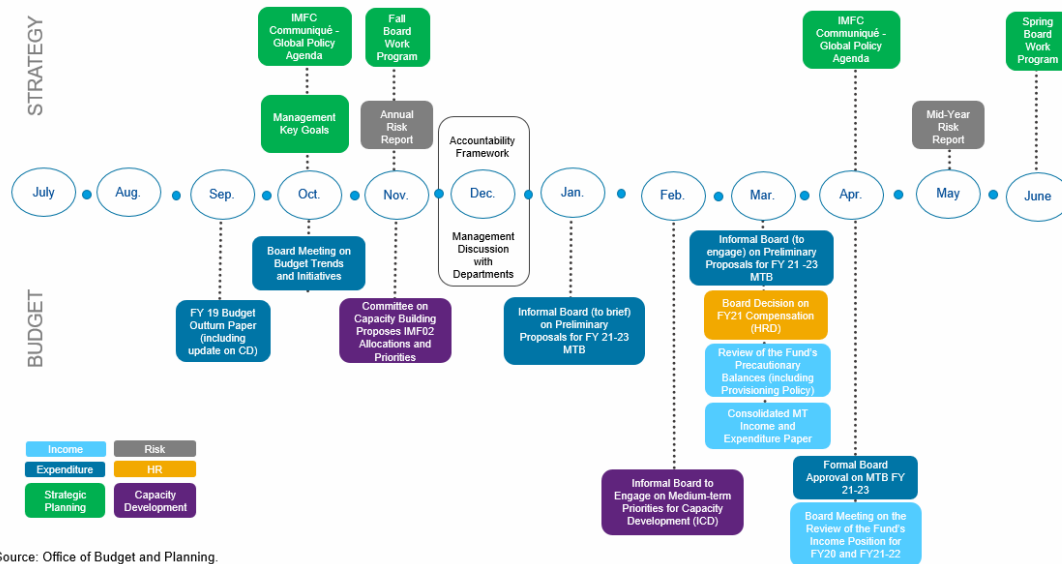 STRATEGY
IMFC
Communiqué -
Global Policy
Agenda
Fall
Board
Work
Program
IMFC
Communiqué -
Global Policy
Agenda
Spring
Board
Work
Program
Management
Key Goals
Annual
Risk
Report
Accountability
Framework
Mid-Year
Risk
Report
July
Aug.
Sep.
Oct.
Nov.
Dec.
Jan.
Feb.
Mar.
Apr.
May
June
BUDGET
FY 19 Budget
Outturn Paper
(including
update on CD)
Board Meeting on
Budget Trends
and Initiatives
Committee on
Capacity Building
Proposes IMF02
Allocations and
Priorities
Management
Discussion
with
Departments
Informal Board (to brief)
on Preliminary
Proposals for FY 21-23
MTB
Informal Board to
Engage on Medium-term
Priorities for Capacity
Development (ICD)
Informal Board (to
engage) on Preliminary
Proposals for FY 21 -23
MTB
Board Decision on
FY21 Compensation
(HRD)
Review of the Fund's
Precautionary
Balances (including
Provisioning Policy)
Consolidated MT
Income and
Expenditure Paper
Formal Board
Approval on MTB FY
21-23
Board Meeting on the
Review of the Fund's
Income Position for
FY20 and FY21-22
Income
Risk
Expenditure
HR
Strategic
Planning
Capacity
Development
Source: Office of Budget and Planning.